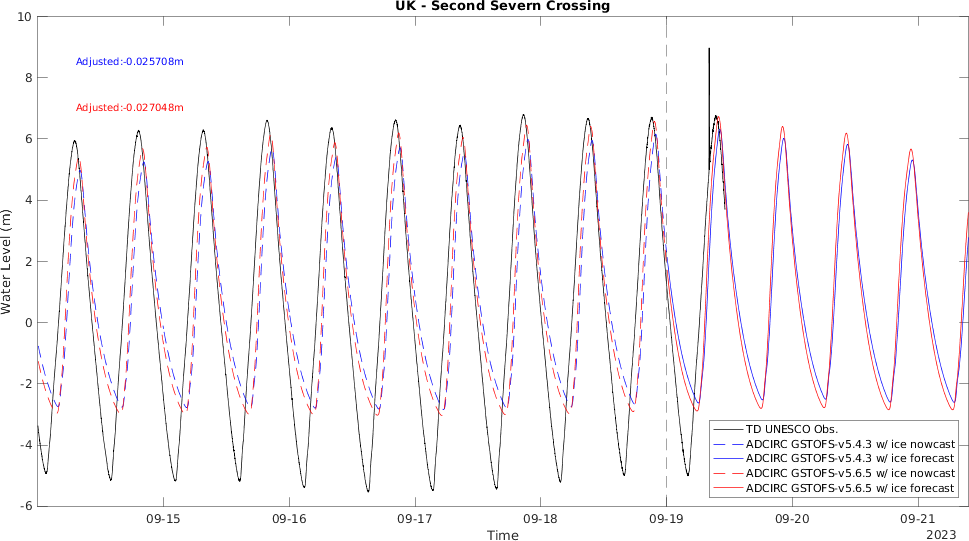 UK - Second Severn Crossing
10
8
6
4
2
0
-2
-4
-6
Water Level (m)
Adjusted:-0.025708m
Adjusted:-0.027048m
TD UNESCO Obs.
ADCIRC GSTOFS-v5.4.3 w/ ice nowcast
ADCIRC GSTOFS-v5.4.3 w/ ice forecast
ADCIRC GSTOFS-v5.6.5 w/ ice nowcast
ADCIRC GSTOFS-v5.6.5 w/ ice forecast
09-15 09-16 09-17 09-18 09-19 09-20 09-21
Time
2023